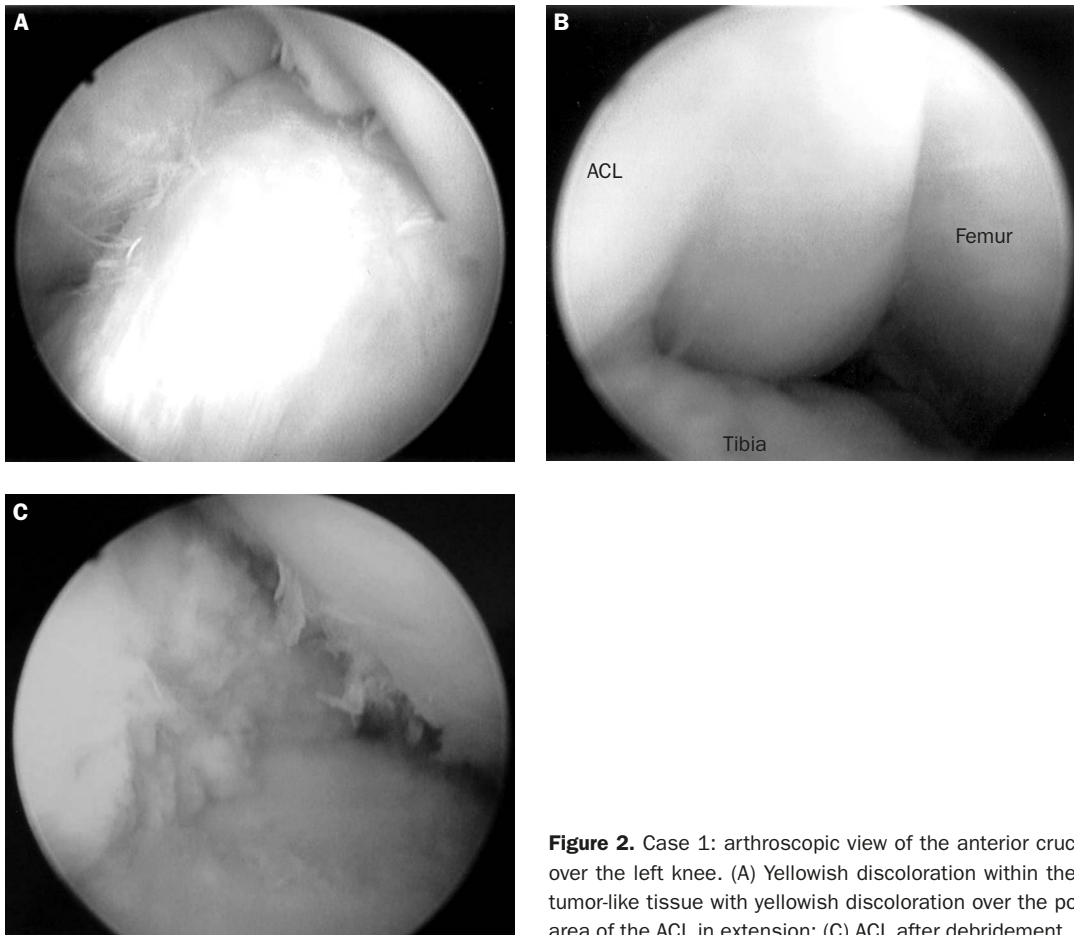 A
B
ACL
Femur
Tibia
C
Figure 2. Case 1: arthroscopic view of the anterior cruc
over the left knee. (A) Yellowish discoloration within the
tumor-like tissue with yellowish discoloration over the po
area of the ACL in extension; (C) ACL after debridement